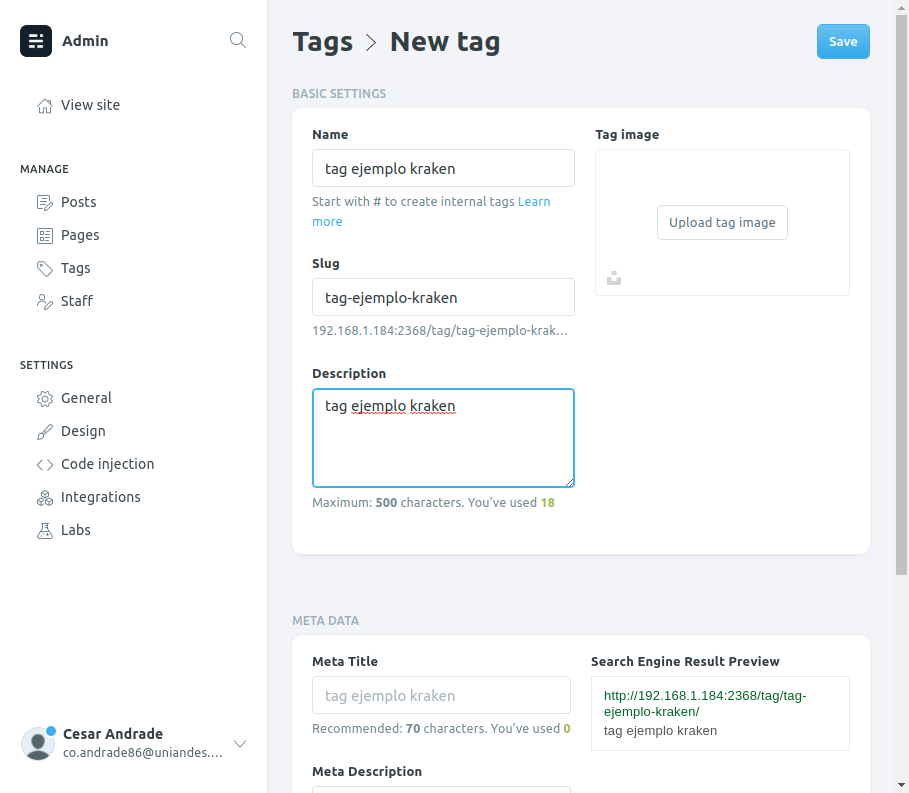 Admin
View site
MANAGE
Posts
Pages
Tags
Staff
SETTINGS
General
Design
Code injection
Integrations
Labs
Cesar Andrade
co.andrade86@uniandes....
Tags > New tag
Save
BASIC SETTINGS
Name
tag ejemplo kraken
Start with # to create internal tags Learn
more
Slug
tag-ejemplo-kraken
192.168.1.184:2368/tag/tag-ejemplo-krak...
Description
tag ejemplo kraken
Maximum: 500 characters. You’ve used 18
Tag image
Upload tag image
META DATA
Meta Title
tag ejemplo kraken
Recommended: 70 characters. You’ve used 0
Meta Description
Search Engine Result Preview
http://192.168.1.184:2368/tag/tag-
ejemplo-kraken/
tag ejemplo kraken